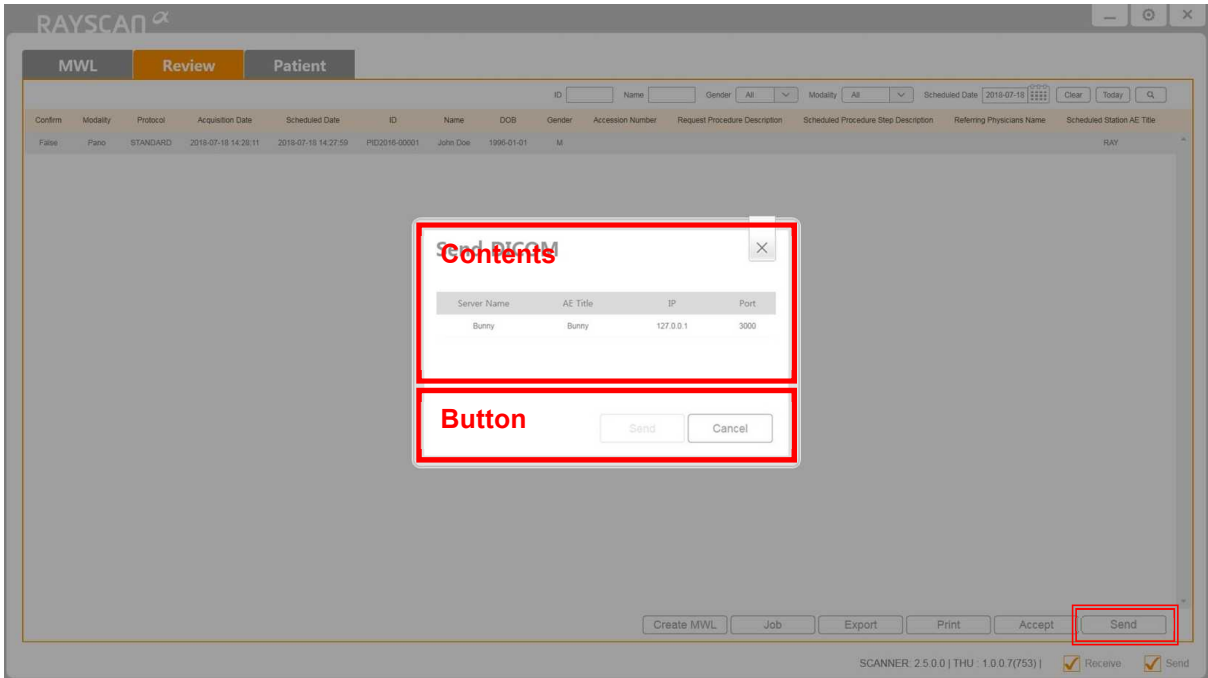 RAYSCAN α
MWL Review Patient
ID Name Gender All Modality All Scheduled Date 2018-07-18 Clear Today
Confirm Modality Protocol Acquisition Date Scheduled Date ID Name DOB Gender Accession Number Request Procedure Description Scheduled Procedure Step Description Referring Physicians Name Scheduled Station AE Title
False Pano STANDARD 2018-07-18 14:28:11 2018-07-18 14:27:59 PID2016-00001 John Doe 1996-01-01 M RAY
Send DICOM
Contents
Server Name AE Title IP Port
Bunny Bunny 127.0.0.1 3000
Button
Send Cancel
Create MWL Job Export Print Accept Send
SCANNER: 2.5.0.0 | THU : 1.0.0.7(753) | Receive Send